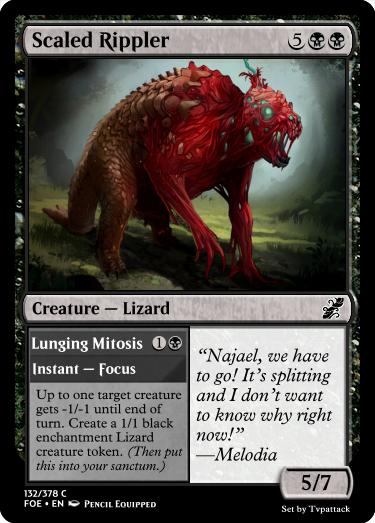 Scaled Rippler 5
Creature — Lizard
Lunging Mitosis 1
Instant — Focus
Up to one target creature
gets -1/-1 until end of
turn. Create a 1/1 black
enchantment Lizard
creature token. (Then put
this into your sanctum.)
“Najael, we have
to go! It’s splitting
and I don’t want
to know why right
now!”
—Melodia
5/7
132/378 C
FOE • EN Pencil Equipped
Set by Tvpattack